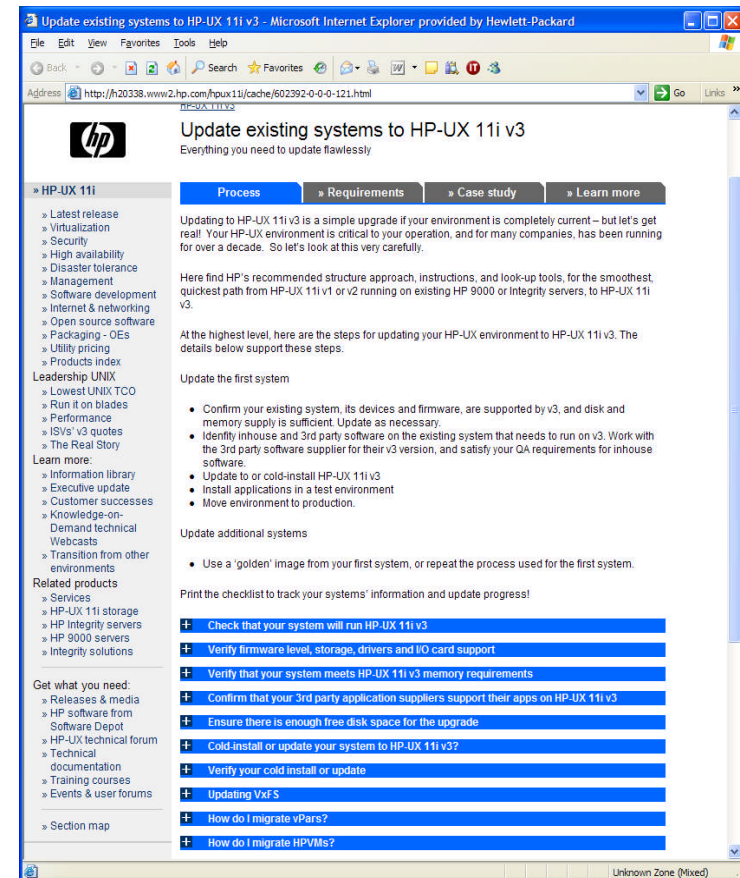 Update existing systems to HP-UX 11i v3 - Microsoft Internet Explorer provided by Hewlett-Packard
File Edit View Favorites Tools Help
Back Search Favorites
Address http://h20338.www2.hp.com/hpux11i/cache/602392-0-0-0-121.html Go Links »
HP-UX 11i v3
hp
Update existing systems to HP-UX 11i v3
Everything you need to update flawlessly
» HP-UX 11i
Process » Requirements » Case study » Learn more
» Latest release
» Virtualization
» Security
» High availability
» Disaster tolerance
» Management
» Software development
» Internet & networking
» Open source software
» Packaging - OEs
» Utility pricing
» Products index
Leadership UNIX
» Lowest UNIX TCO
» Run it on blades
» Performance
» ISVs' v3 quotes
» The Real Story
Learn more:
» Information library
» Executive update
» Customer successes
» Knowledge-on-
Demand technical
Webcasts
» Transition from other
environments
Related products
» Services
» HP-UX 11i storage
» HP Integrity servers
» HP 9000 servers
» Integrity solutions
Get what you need:
» Releases & media
» HP software from
Software Depot
» HP-UX technical forum
» Technical
documentation
» Training courses
» Events & user forums
» Section map
Updating to HP-UX 11i v3 is a simple upgrade if your environment is completely current – but let's get
real! Your HP-UX environment is critical to your operation, and for many companies, has been running
for over a decade. So let's look at this very carefully.
Here find HP's recommended structure approach, instructions, and look-up tools, for the smoothest,
quickest path from HP-UX 11i v1 or v2 running on existing HP 9000 or Integrity servers, to HP-UX 11i
v3.
At the highest level, here are the steps for updating your HP-UX environment to HP-UX 11i v3. The
details below support these steps.
Update the first system
• Confirm your existing system, its devices and firmware, are supported by v3, and disk and
memory supply is sufficient. Update as necessary.
• Idenfity inhouse and 3rd party software on the existing system that needs to run on v3. Work with
the 3rd party software supplier for their v3 version, and satisfy your QA requirements for inhouse
software.
• Update to or cold-install HP-UX 11i v3
• Install applications in a test environment
• Move environment to production.
Update additional systems
• Use a 'golden' image from your first system, or repeat the process used for the first system.
Print the checklist to track your systems' information and update progress!
Check that your system will run HP-UX 11i v3
Verify firmware level, storage, drivers and I/O card support
Verify that your system meets HP-UX 11i v3 memory requirements
Confirm that your 3rd party application suppliers support their apps on HP-UX 11i v3
Ensure there is enough free disk space for the upgrade
Cold-install or update your system to HP-UX 11i v3?
Verify your cold install or update
Updating VxFS
How do I migrate vPars?
How do I migrate HPVMs?
Unknown Zone (Mixed)